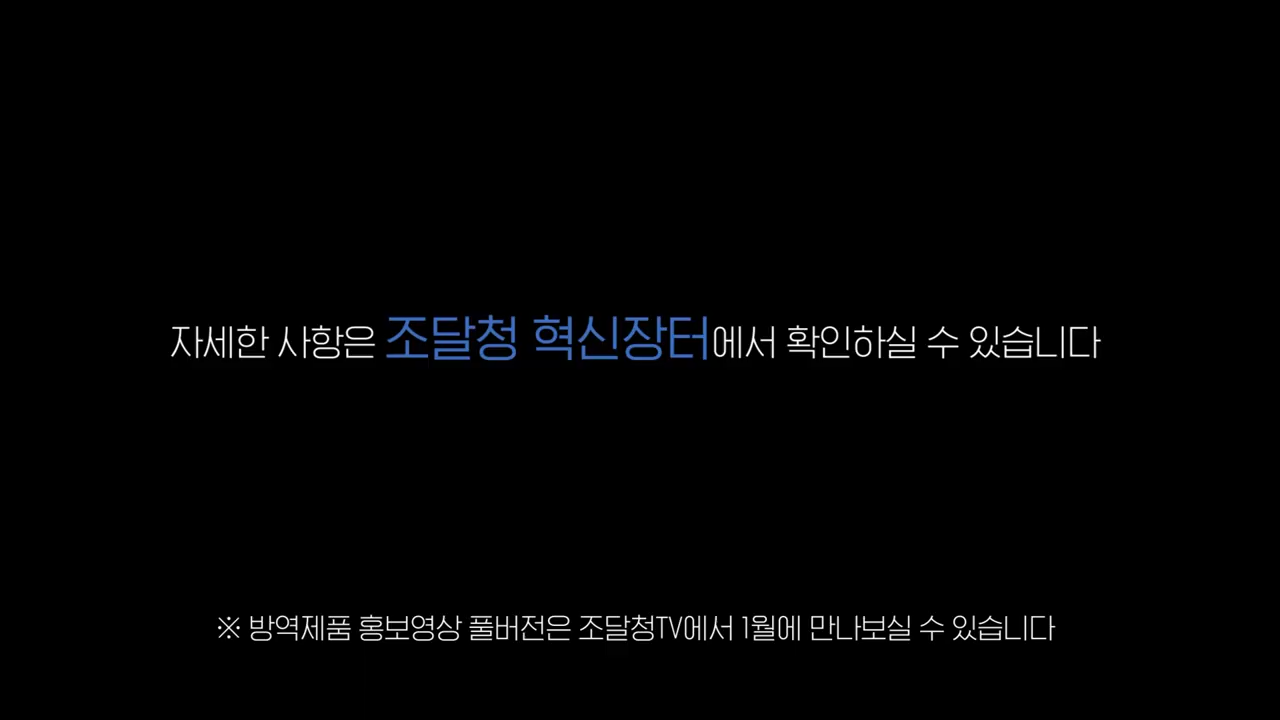 자세한 사항은 조달청 혁신장터에서 확인하실 수 있습니다
※ 방역제품 홍보영상 풀버전은 조달청TV에서 1월에 만나보실 수 있습니다